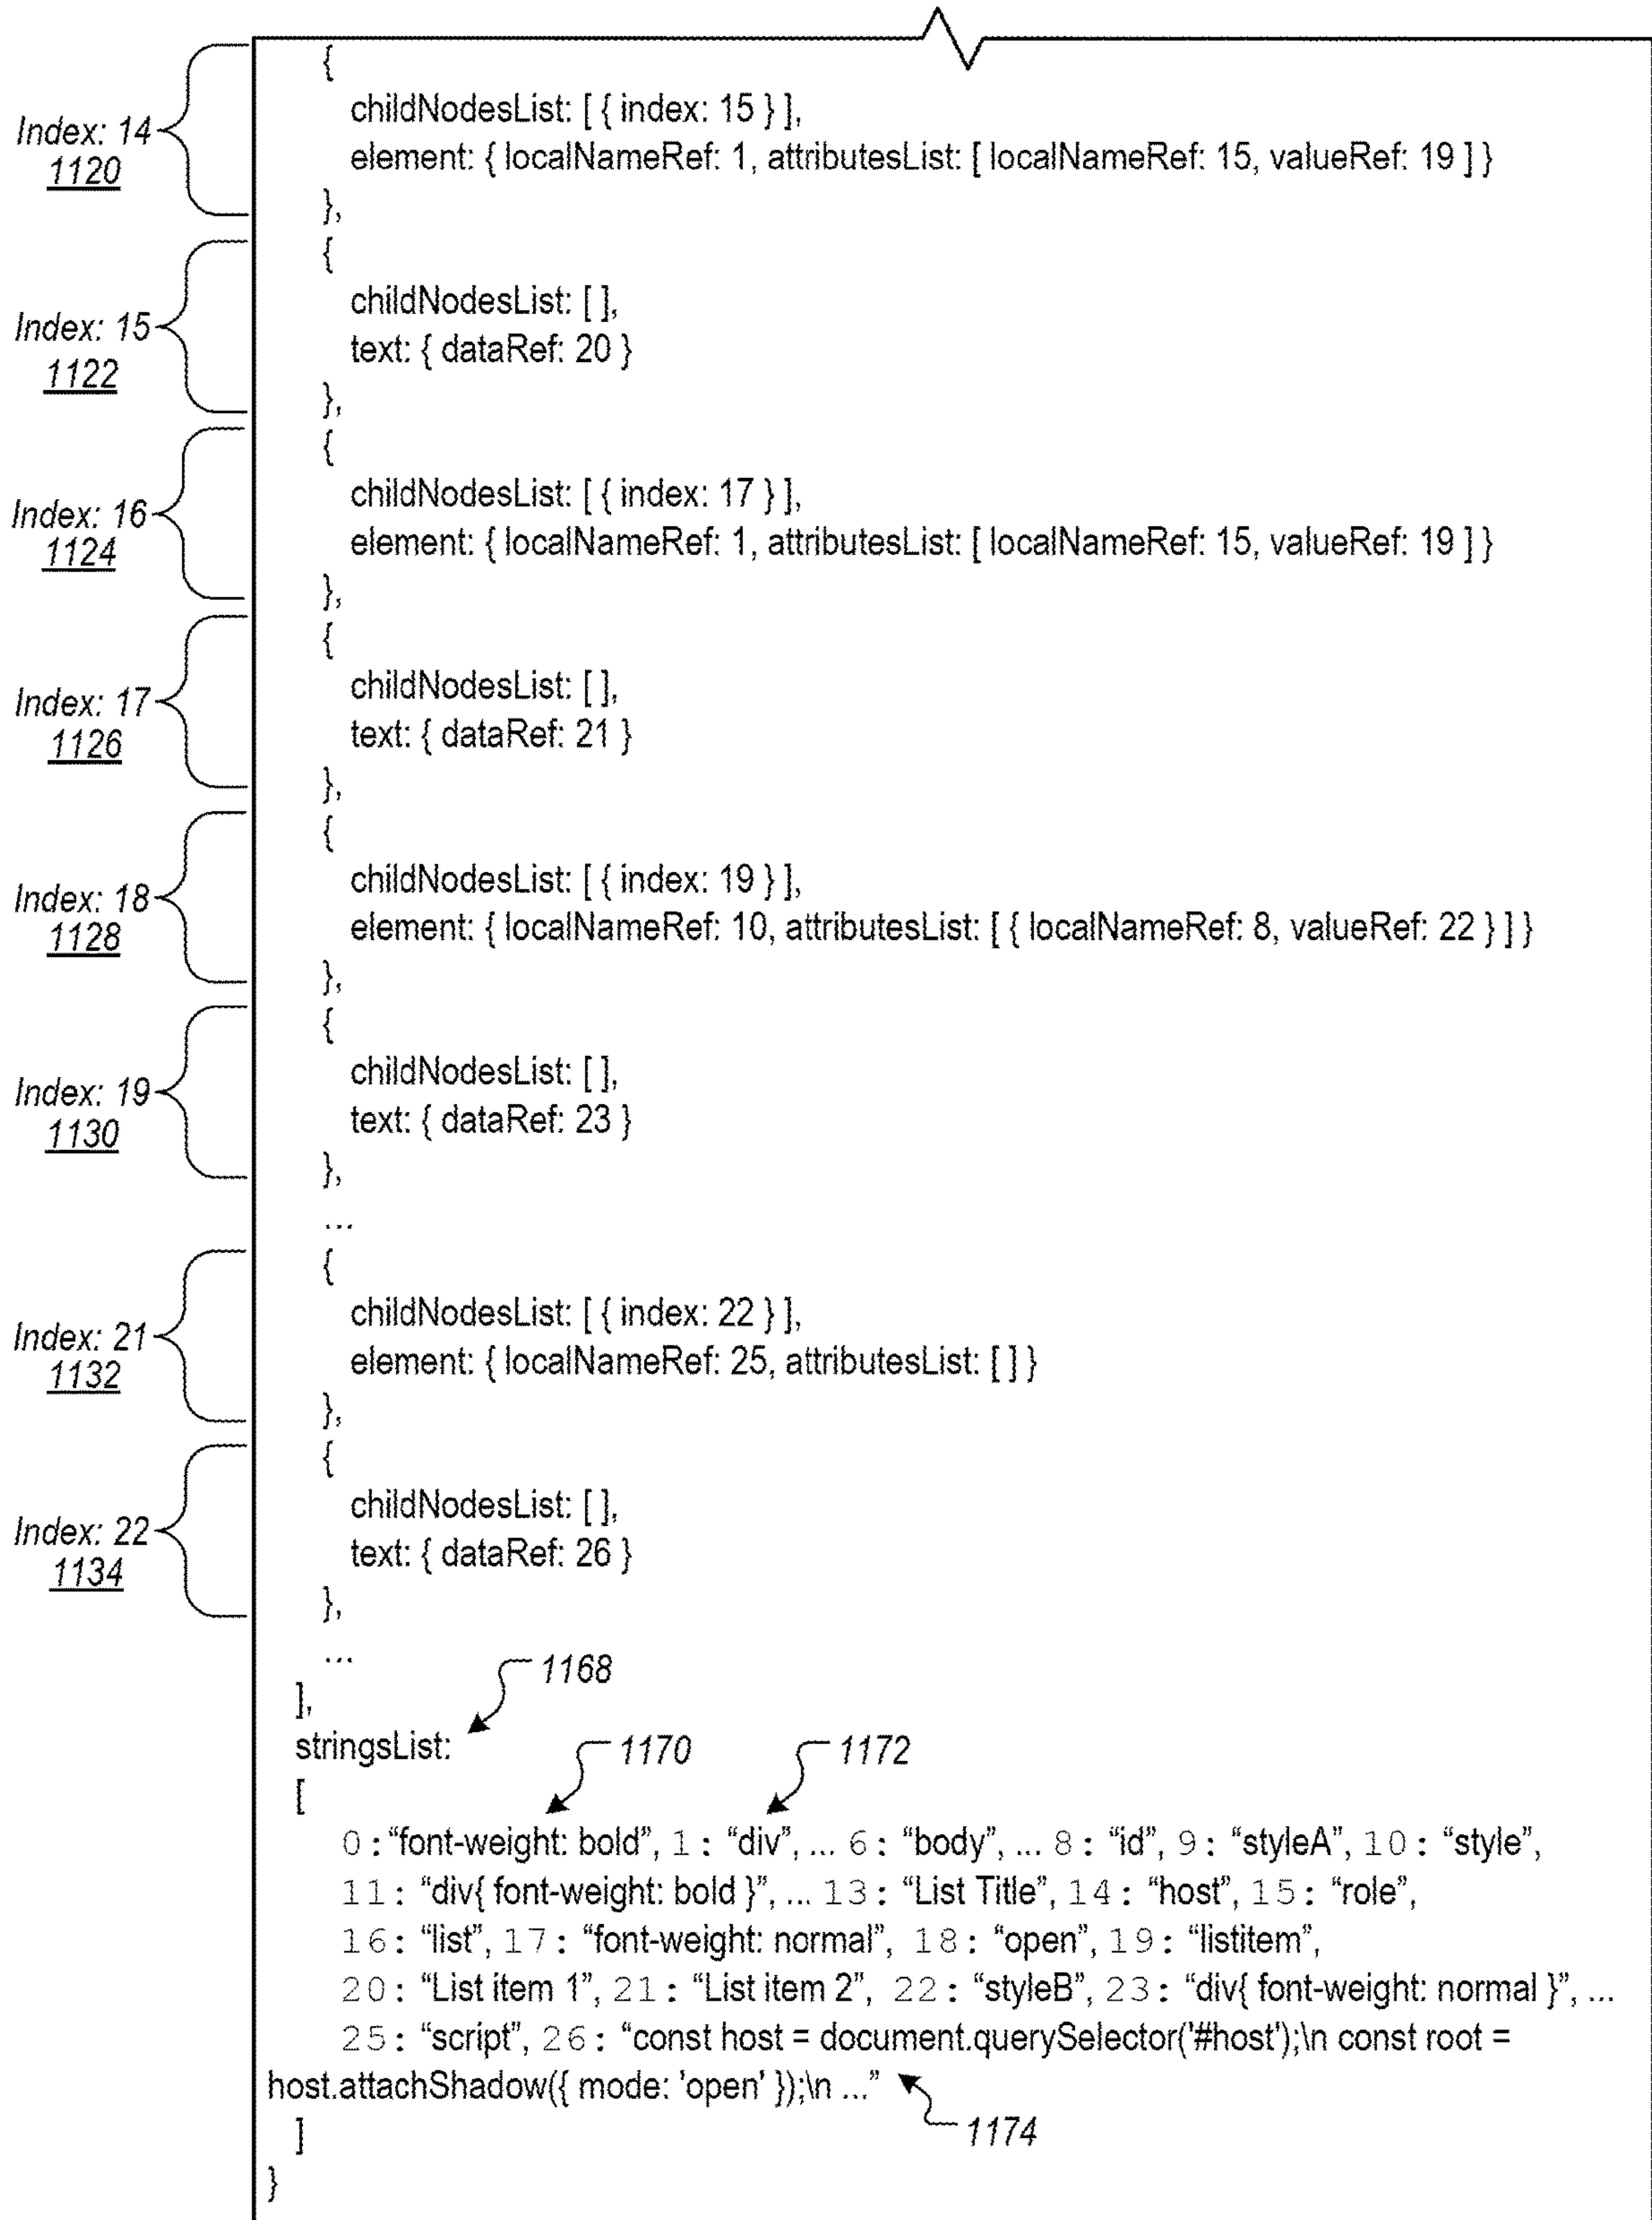 {
childNodesList: [ { index: 15 } ],
Index: 14
element: { localNameRef: 1, attributesList: [ localNameRef: 15, valueRef: 19 ] }
1120
},
{
childNodesList: [ ],
Index: 15
text: { dataRef: 20 }
1122
},
{
childNodesList: [ { index: 17 } ],
Index: 16
element: { localNameRef: 1, attributesList: [ localNameRef: 15, valueRef: 19 ] }
1124
},
{
childNodesList: [ ],
Index: 17
text: { dataRef: 21 }
1126
},
{
childNodesList: [ { index: 19 } ],
Index: 18
element: { localNameRef: 10, attributesList: [ { localNameRef: 8, valueRef: 22 } ] }
1128
},
{
childNodesList: [ ],
Index: 19
text: { dataRef: 23 }
1130
},
...
{
childNodesList: [ { index: 22 } ],
Index: 21
element: { localNameRef: 25, attributesList: [ ] }
1132
},
{
childNodesList: [ ],
Index: 22
text: { dataRef: 26 }
1134
},
...
1168
],
stringsList:
1170 1172
[
0: “font-weight: bold”, 1: “div”, ... 6: “body”, ... 8: “id”, 9: “styleA”, 10: “style”,
11: “div{ font-weight: bold }”, ... 13: “List Title”, 14: “host”, 15: “role”,
16: “list”, 17: “font-weight: normal”, 18: “open”, 19: “listitem”,
20: “List item 1”, 21: “List item 2”, 22: “styleB”, 23: “div{ font-weight: normal }”, ...
25: “script”, 26: “const host = document.querySelector('#host');\n const root =
host.attachShadow({ mode: 'open' });\n ...”
1174
]
}